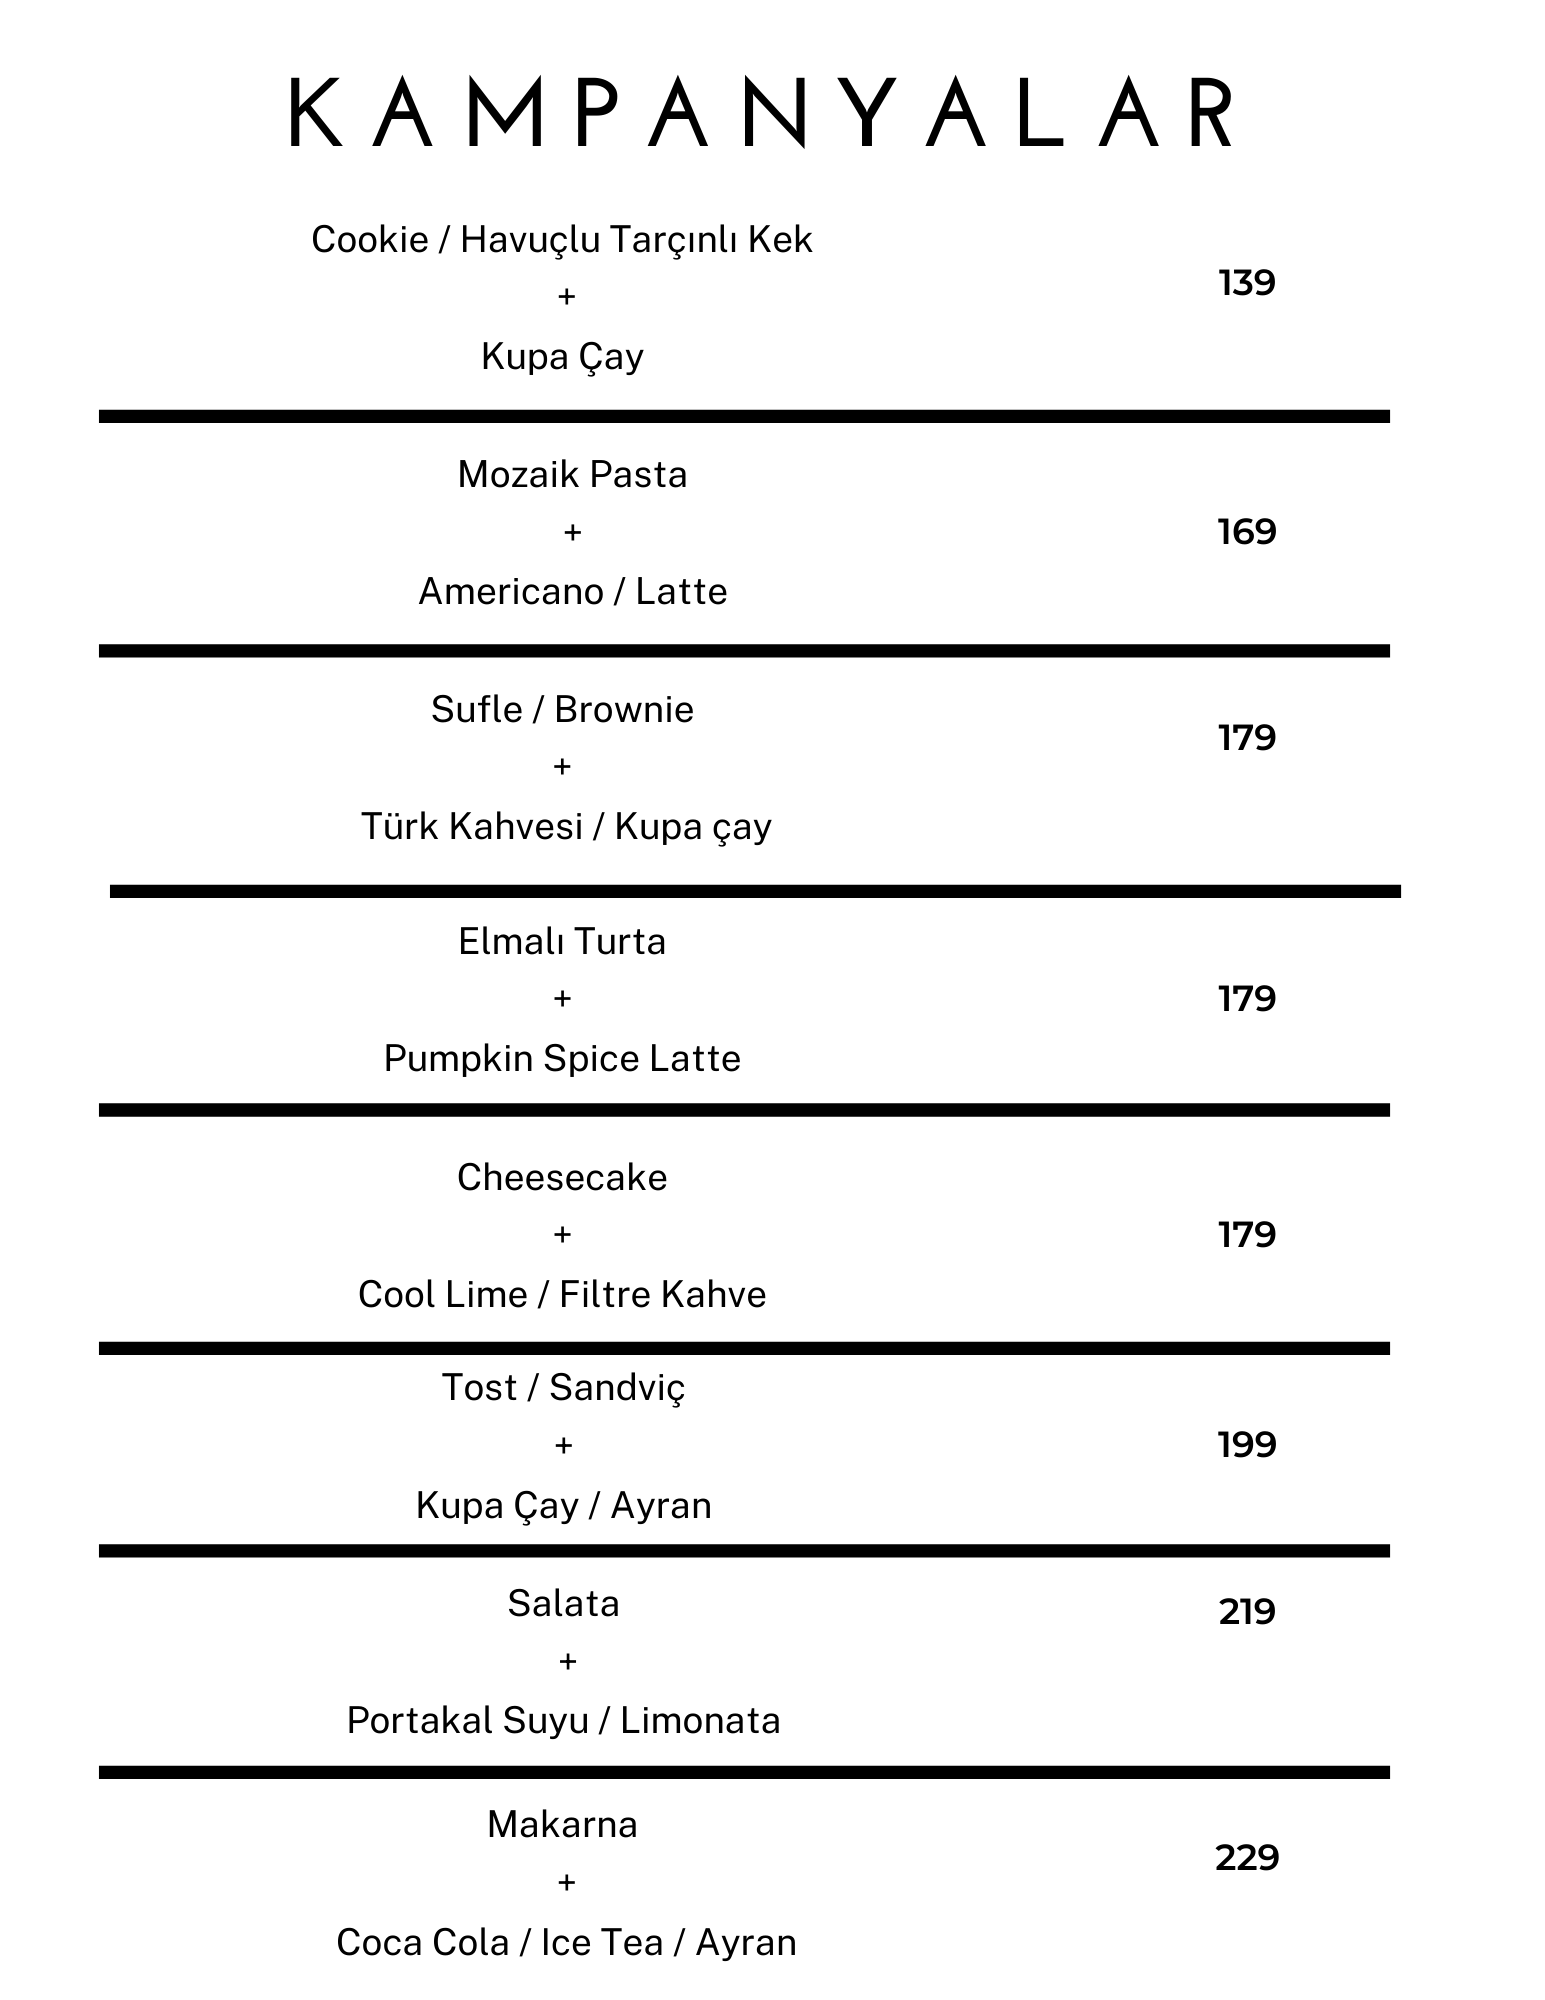 KAMPANYALAR
Cookie / Havuçlu Tarçınlı Kek
+
139
Kupa Çay
Mozaik Pasta
+
169
Americano / Latte
Sufle / Brownie
179
+
Türk Kahvesi / Kupa çay
Elmalı Turta
+
179
Pumpkin Spice Latte
Cheesecake
+
179
Cool Lime / Filtre Kahve
Tost / Sandviç
+
199
Kupa Çay / Ayran
Salata
219
+
Portakal Suyu / Limonata
Makarna
229
+
Coca Cola / Ice Tea / Ayran